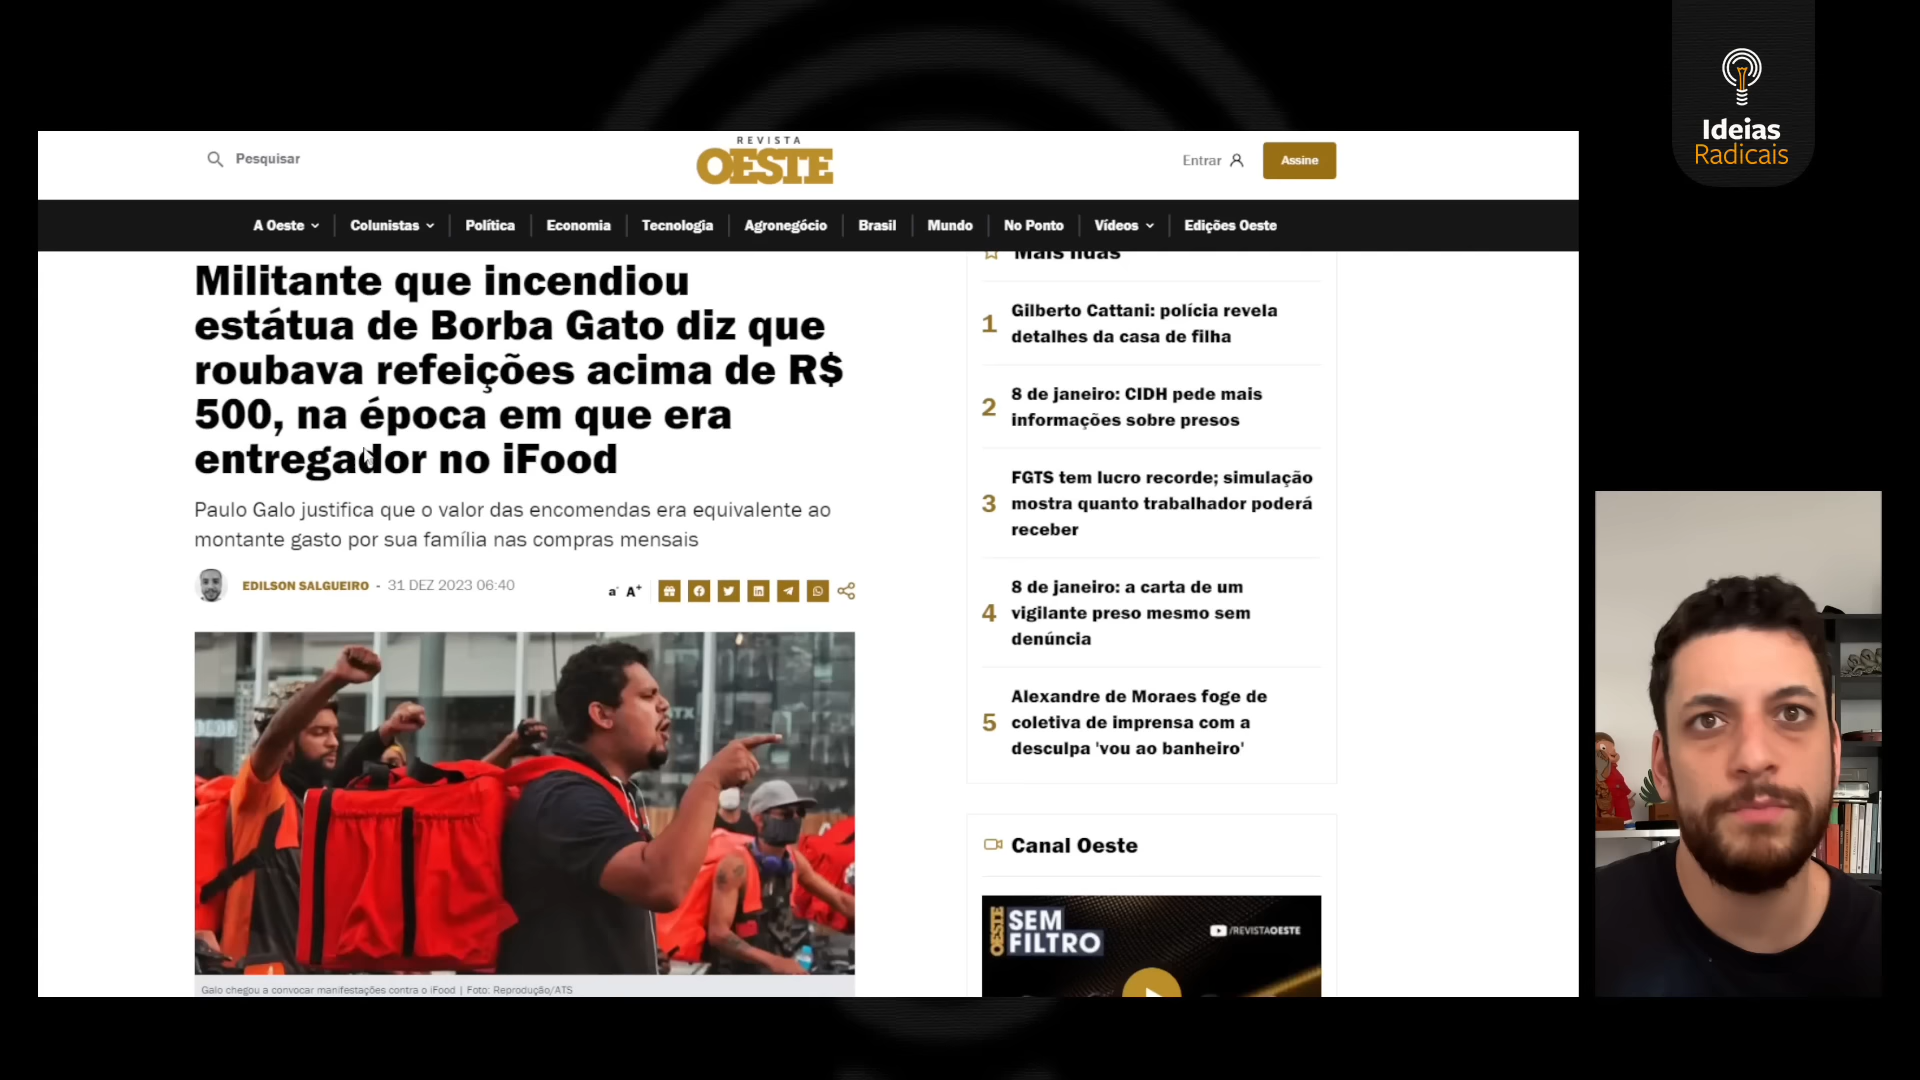 Ideias
Radicais
Pesquisar
REVISTA
OESTE
Entrar
Assine
A Oeste
Colunistas
Política
Economia
Tecnologia
Agronegócio
Brasil
Mundo
No Ponto
Vídeos
Edições Oeste
Militante que incendiou
estátua de Borba Gato diz que
roubava refeições acima de R$
500, na época em que era
entregador no iFood
Paulo Galo justifica que o valor das encomendas era equivalente ao
montante gasto por sua família nas compras mensais
EDILSON SALGUEIRO - 31 DEZ 2023 06:40
a- A+
Galo chegou a convocar manifestações contra o iFood | Foto: Reprodução/ATS
Mais lidas
1
Gilberto Cattani: polícia revela
detalhes da casa de filha
2
8 de janeiro: CIDH pede mais
informações sobre presos
3
FGTS tem lucro recorde; simulação
mostra quanto trabalhador poderá
receber
4
8 de janeiro: a carta de um
vigilante preso mesmo sem
denúncia
5
Alexandre de Moraes foge de
coletiva de imprensa com a
desculpa 'vou ao banheiro'
Canal Oeste
OESTE
SEM
FILTRO
/REVISTAOESTE